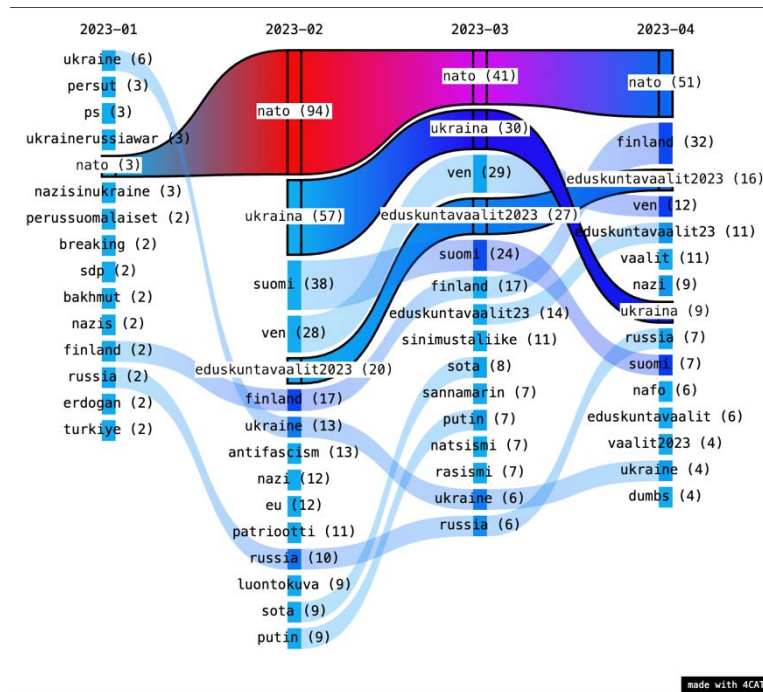 2023-01
2023-02
2023-03
2023-04
ukraine (6)
persut (3)
ps (3)
ukrainerussiawar (3)
nato (3)
nazisinukraine (3)
perussuomalaiset (2)
breaking (2)
sdp (2)
bakhmut (2)
nazis (2)
finland (2)
russia (2)
erdogan (2)
turkiye (2)
nato (94)
ukraina (57)
suomi (38)
ven (28)
eduskuntavaalit2023 (20)
finland (17)
ukraine (13)
antifascism (13)
nazi (12)
eu (12)
patriootti (11)
russia (10)
luontokuva (9)
sota (9)
putin (9)
nato (41)
ukraina (30)
ven (29)
eduskuntavaalit2023 (27)
suomi (24)
finland (17)
eduskuntavaalit23 (14)
sinimustaliike (11)
sota (8)
sannamarin (7)
putin (7)
natsismi (7)
rasismi (7)
ukraine (6)
russia (6)
nato (51)
finland (32)
eduskuntavaalit2023 (16)
ven (12)
eduskuntavaalit23 (11)
vaalit (11)
nazi (9)
ukraina (9)
russia (7)
suomi (7)
nafo (6)
eduskuntavaalit (6)
vaalit2023 (4)
ukraine (4)
dumbs (4)
made with 4CAT